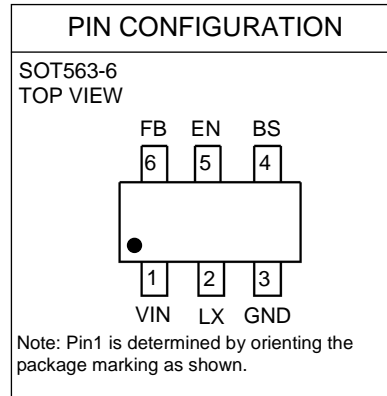 PIN CONFIGURATION
SOT563-6
TOP VIEW
FB EN BS
6 5 4
1 2 3
VIN LX GND
Note: Pin1 is determined by orienting the
package marking as shown.